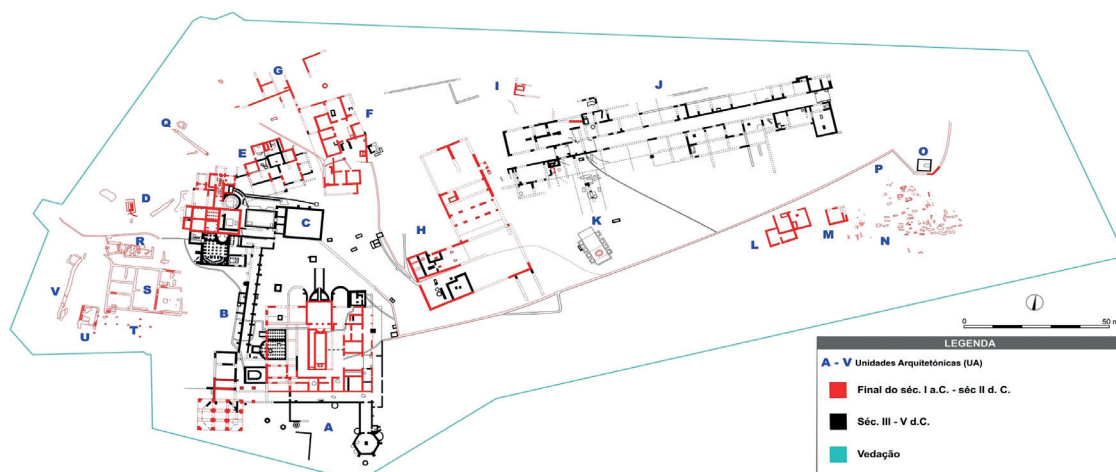 G
I
J
F
Q
E
O
P
D
C
K
H
R
L
M
N
V
S
B
U
T
A
0
50 m
LEGENDA
A - V Unidades Arquitetónicas (UA)
Final do séc. I a.C. - séc II d. C.
Séc. III - V d.C.
Vedação